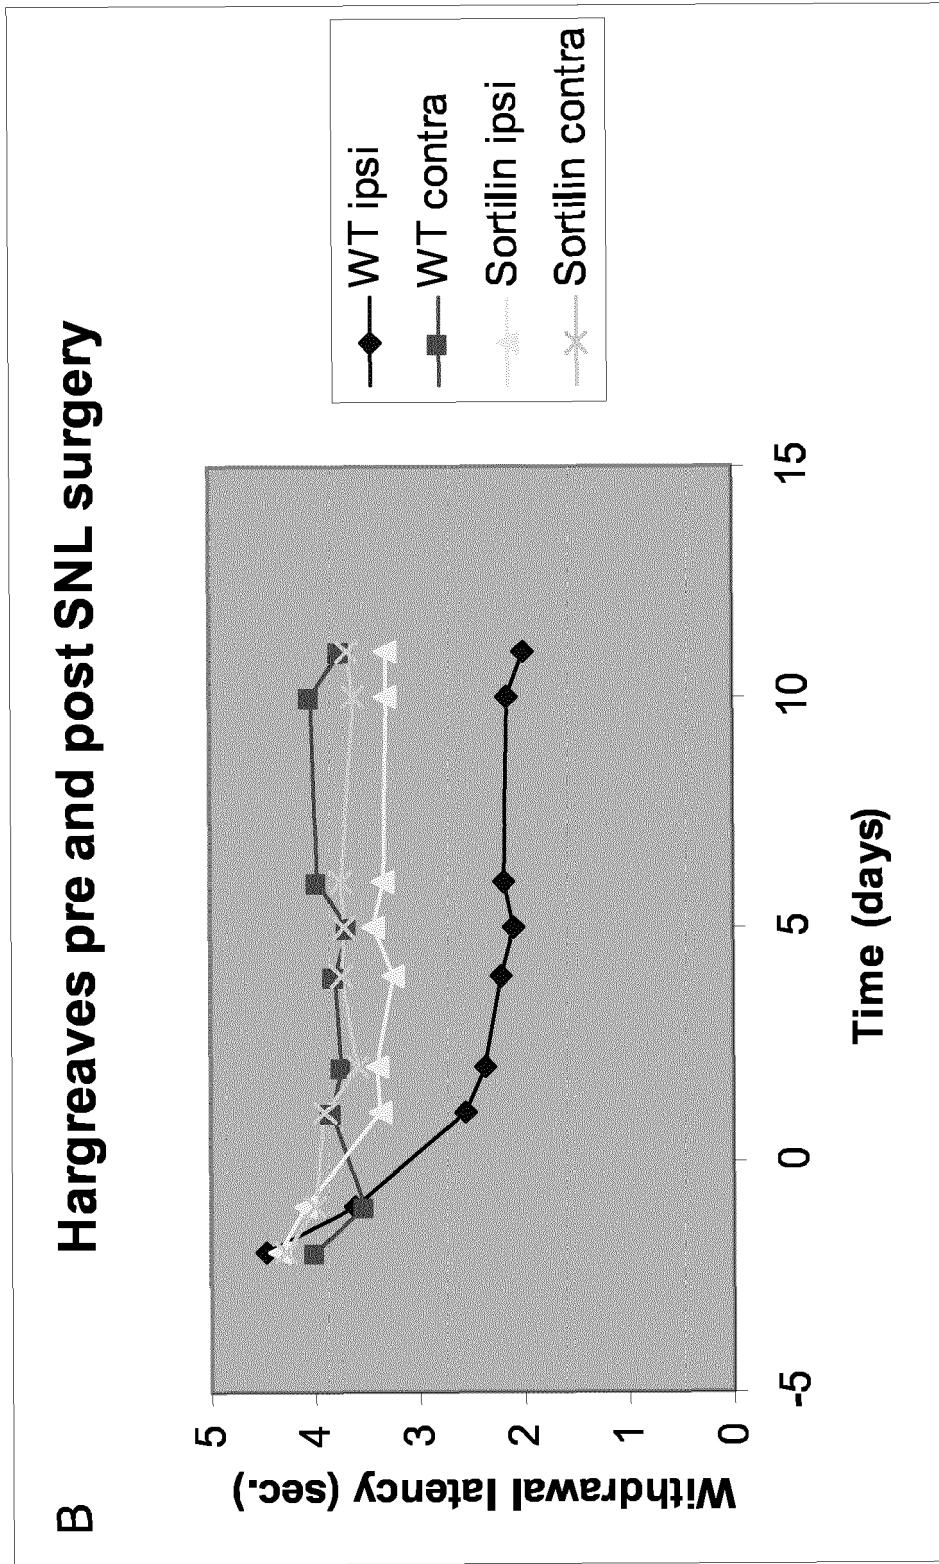 B
Hargreaves pre and post SNL surgery
Withdrawal latency (sec.)
5
4
3
2
1
0
-5
0
5
10
15
Time (days)
WT ipsi
WT contra
Sortilin ipsi
Sortilin contra